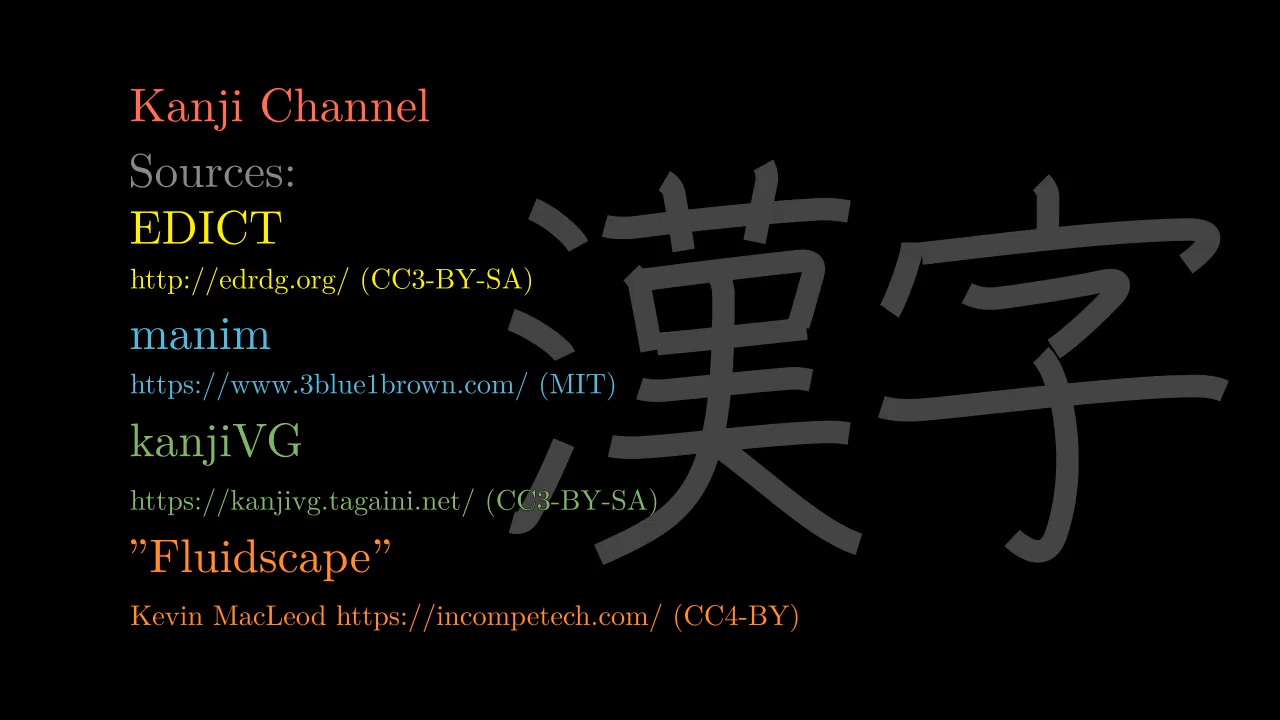 Kanji Channel
Sources:
EDICT
http://edrdg.org/ (CC3-BY-SA)
manim
https://www.3blue1brown.com/ (MIT)
kanjiVG
https://kanjivg.tagaini.net/ (CC3-BY-SA)
”Fluidscape”
Kevin MacLeod https://incompetech.com/ (CC4-BY)
漢字